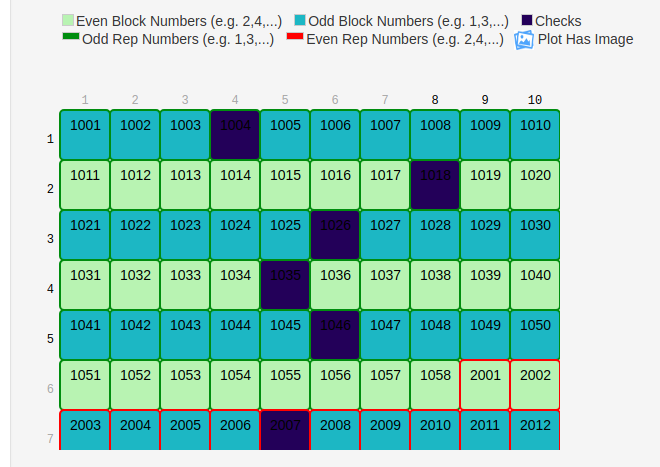 Even Block Numbers (e.g. 2,4,...) Odd Block Numbers (e.g. 1,3,...) Checks
Odd Rep Numbers (e.g. 1,3,...) Even Rep Numbers (e.g. 2,4,...) Plot Has Image
1 2 3 4 5 6 7 8 9 10
1 1001 1002 1003 1004 1005 1006 1007 1008 1009 1010
2 1011 1012 1013 1014 1015 1016 1017 1018 1019 1020
3 1021 1022 1023 1024 1025 1026 1027 1028 1029 1030
4 1031 1032 1033 1034 1035 1036 1037 1038 1039 1040
5 1041 1042 1043 1044 1045 1046 1047 1048 1049 1050
6 1051 1052 1053 1054 1055 1056 1057 1058 2001 2002
7 2003 2004 2005 2006 2007 2008 2009 2010 2011 2012